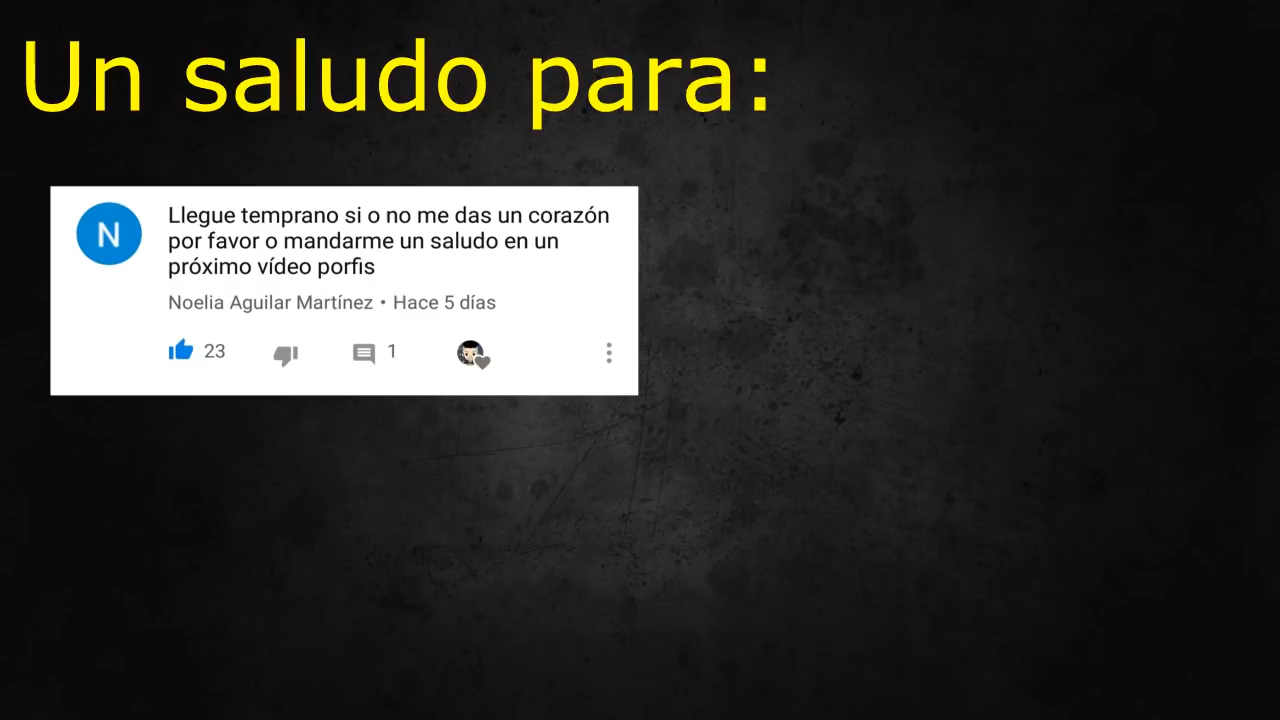 Un saludo para:
N
Llegue temprano si o no me das un corazón
por favor o mandarme un saludo en un
próximo vídeo porfis
Noelia Aguilar Martínez • Hace 5 días
23 1